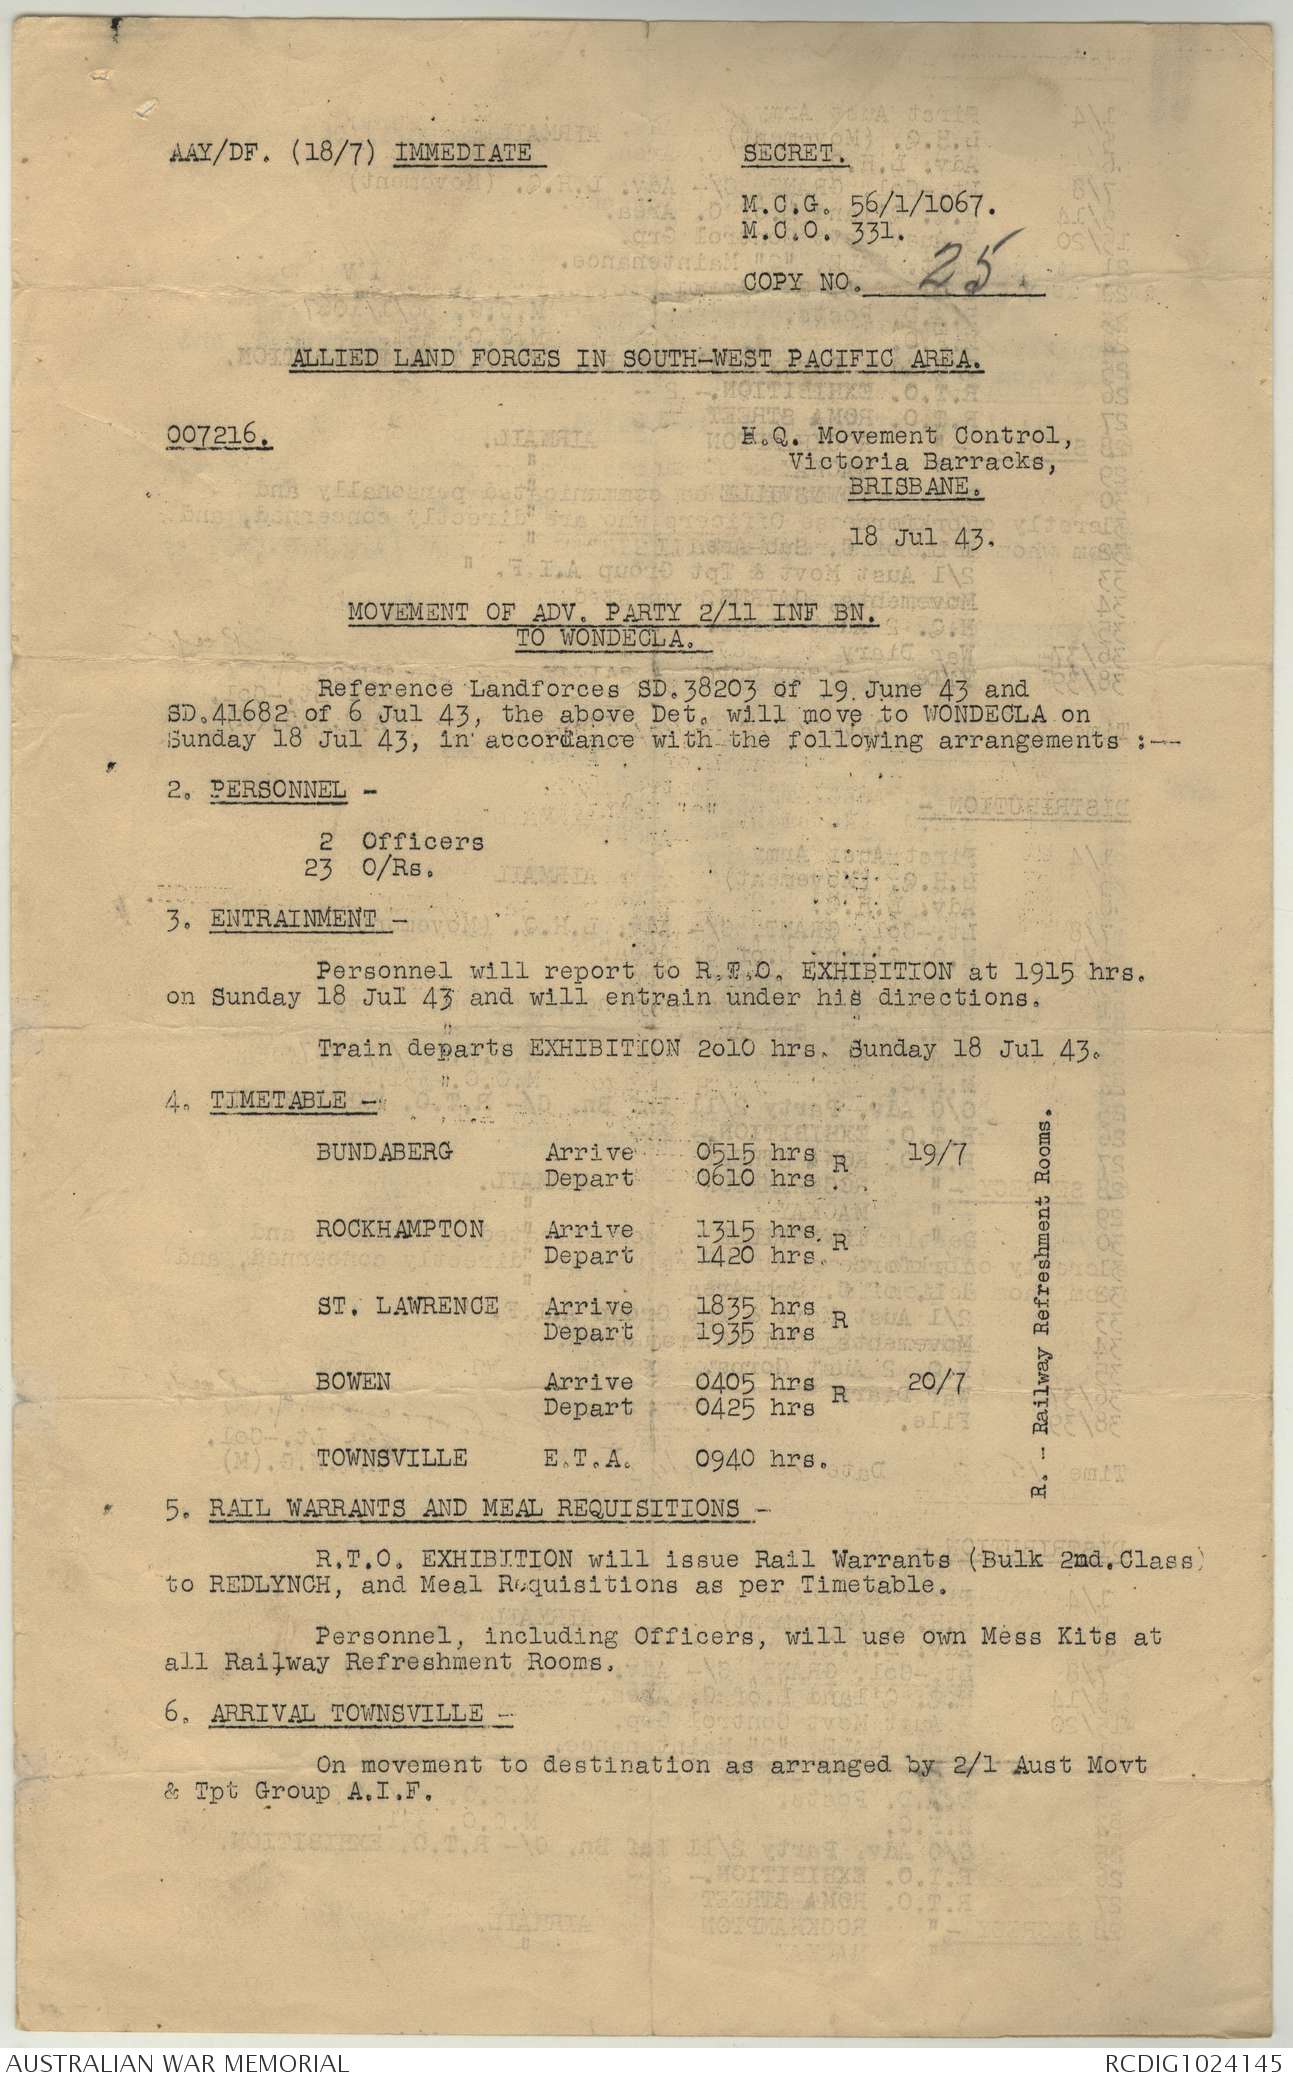 AAY/DF. (18/7) IMMEDIATE
SECRET.
M.C.G. 56/1/1067.
M.C.O. 331.
COPY NO. 25.
ALLIED LAND FORCES IN SOUTH-WEST PACIFIC AREA.
007216.
H.Q. Movement Control,
Victoria Barracks,
BRISBANE.
18 Jul 43.
MOVEMENT OF ADV. PARTY 2/11 INF BN.
TO WONDECLA.
Reference Landforces SD.38203 of 19 June 43 and
SD.41682 of 6 Jul 43, the above Det. will move to WONDECLA on
Sunday 18 Jul 43, in accordance with the following arrangements :--
2. PERSONNEL -
2 Officers
23 O/Rs.
3. ENTRAINMENT -
Personnel will report to R.T.O. EXHIBITION at 1915 hrs.
on Sunday 18 Jul 43 and will entrain under his directions.
Train departs EXHIBITION 2010 hrs. Sunday 18 Jul 43.
4. TIMETABLE -
BUNDABERG Arrive 0515 hrs R 19/7
Depart 0610 hrs
ROCKHAMPTON Arrive 1315 hrs. R
Depart 1420 hrs.
ST. LAWRENCE Arrive 1835 hrs R
Depart 1935 hrs
BOWEN Arrive 0405 hrs R 20/7
Depart 0425 hrs
TOWNSVILLE E.T.A. 0940 hrs.
R. - Railway Refreshment Rooms.
5. RAIL WARRANTS AND MEAL REQUISITIONS -
R.T.O. EXHIBITION will issue Rail Warrants (Bulk 2nd.Class)
to REDLYNCH, and Meal Requisitions as per Timetable.
Personnel, including Officers, will use own Mess Kits at
all Railway Refreshment Rooms.
6. ARRIVAL TOWNSVILLE -
On movement to destination as arranged by 2/1 Aust Movt
& Tpt Group A.I.F.
AUSTRALIAN WAR MEMORIAL
RCDIG1024145